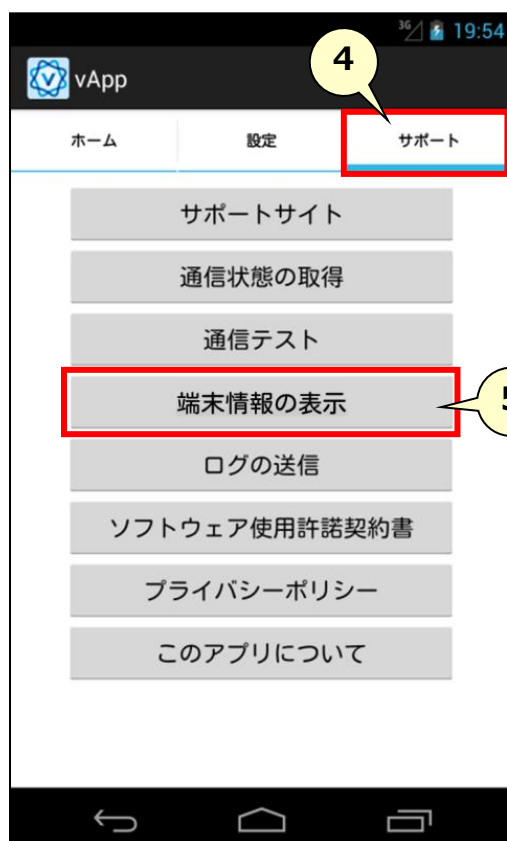 3G 19:54
4
vApp
ホーム 設定 サポート
サポートサイト
通信状態の取得
通信テスト
端末情報の表示
5
ログの送信
ソフトウェア使用許諾契約書
プライバシーポリシー
このアプリについて